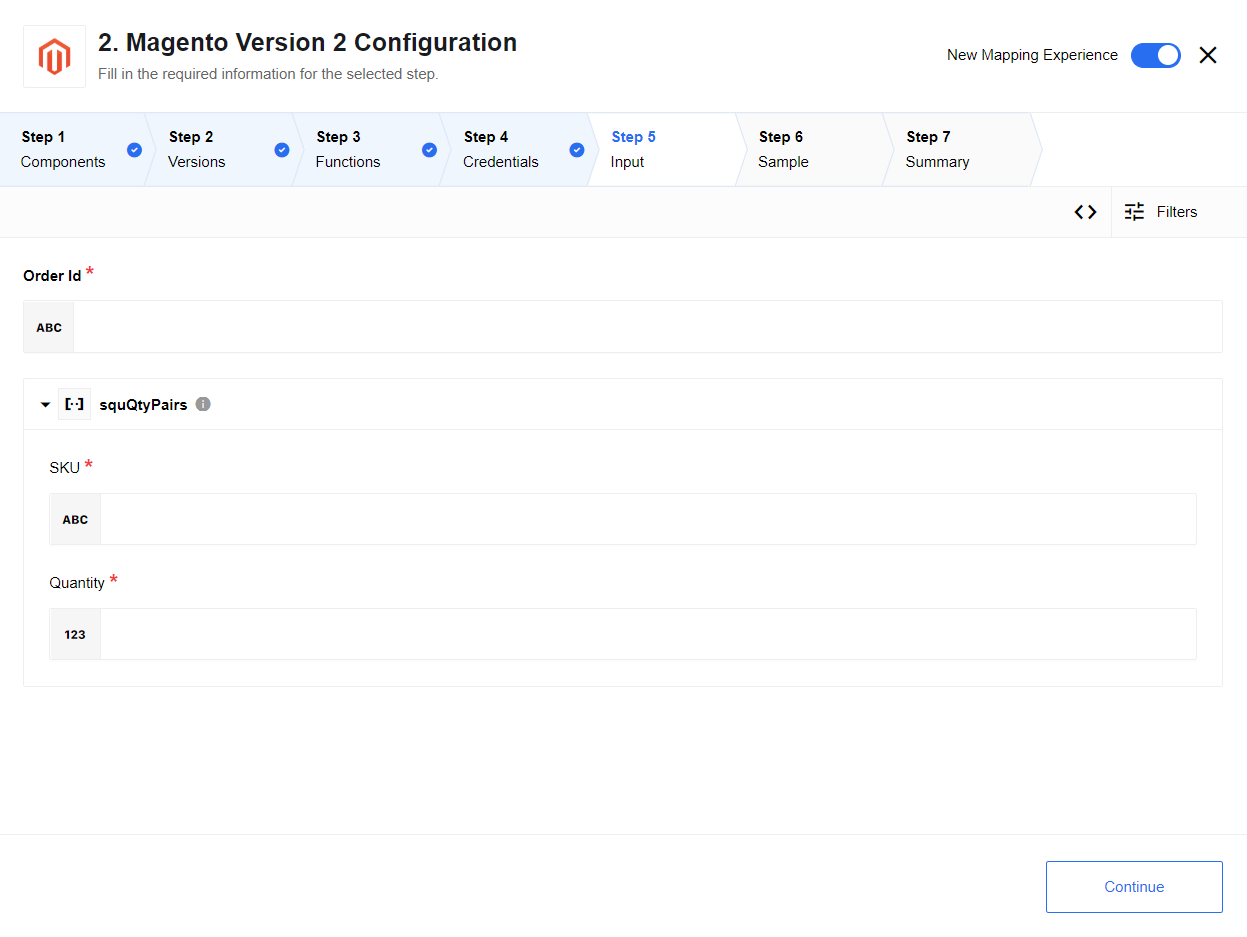 2. Magento Version 2 Configuration
Fill in the required information for the selected step.
New Mapping Experience
Step 1
Components
Step 2
Versions
Step 3
Functions
Step 4
Credentials
Step 5
Input
Step 6
Sample
Step 7
Summary
Filters
Order Id *
ABC
squQtyPairs
SKU *
ABC
Quantity *
123
Continue